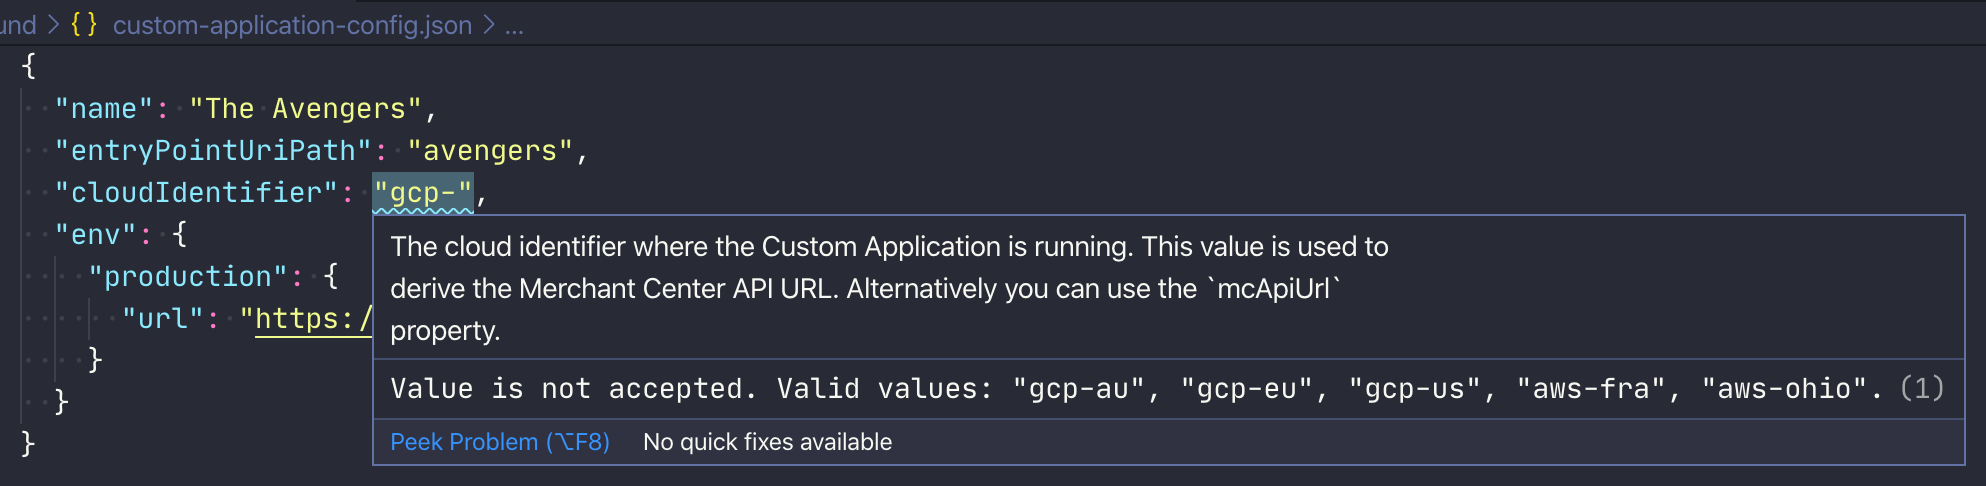 und > {} custom-application-config.json > ...
{
"name": "The Avengers",
"entryPointUriPath": "avengers",
"cloudIdentifier": "gcp-",
"env": {
"production": {
"url": "https:/
}
}
}
The cloud identifier where the Custom Application is running. This value is used to
derive the Merchant Center API URL. Alternatively you can use the `mcApiUrl`
property.
Value is not accepted. Valid values: "gcp-au", "gcp-eu", "gcp-us", "aws-fra", "aws-ohio". (1)
Peek Problem (⌥F8) No quick fixes available